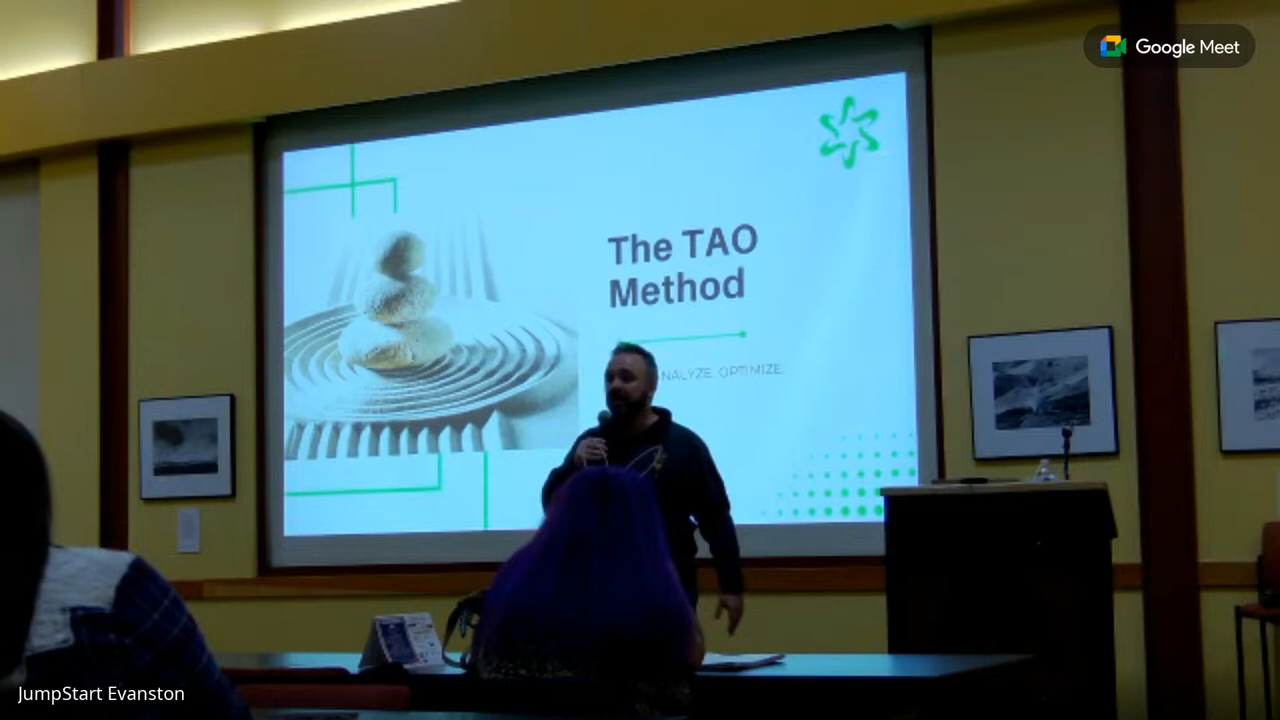 Google Meet
The TAO
Method
NALYZE. OPTIMIZE.
JumpStart Evanston